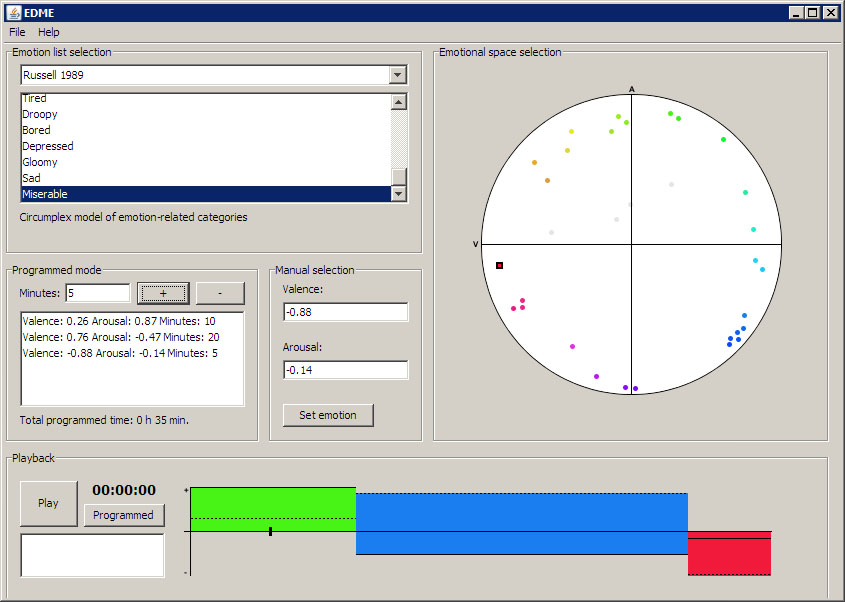 EDME
File Help
Emotion list selection
Russell 1989
Tired
Droopy
Bored
Depressed
Gloomy
Sad
Miserable
Circumplex model of emotion-related categories
Emotional space selection
A
V
Programmed mode
Minutes: 5 + -
Valence: 0.26 Arousal: 0.87 Minutes: 10
Valence: 0.76 Arousal: -0.47 Minutes: 20
Valence: -0.88 Arousal: -0.14 Minutes: 5
Total programmed time: 0 h 35 min.
Manual selection
Valence:
-0.88
Arousal:
-0.14
Set emotion
Playback
Play
00:00:00
Programmed
+
-